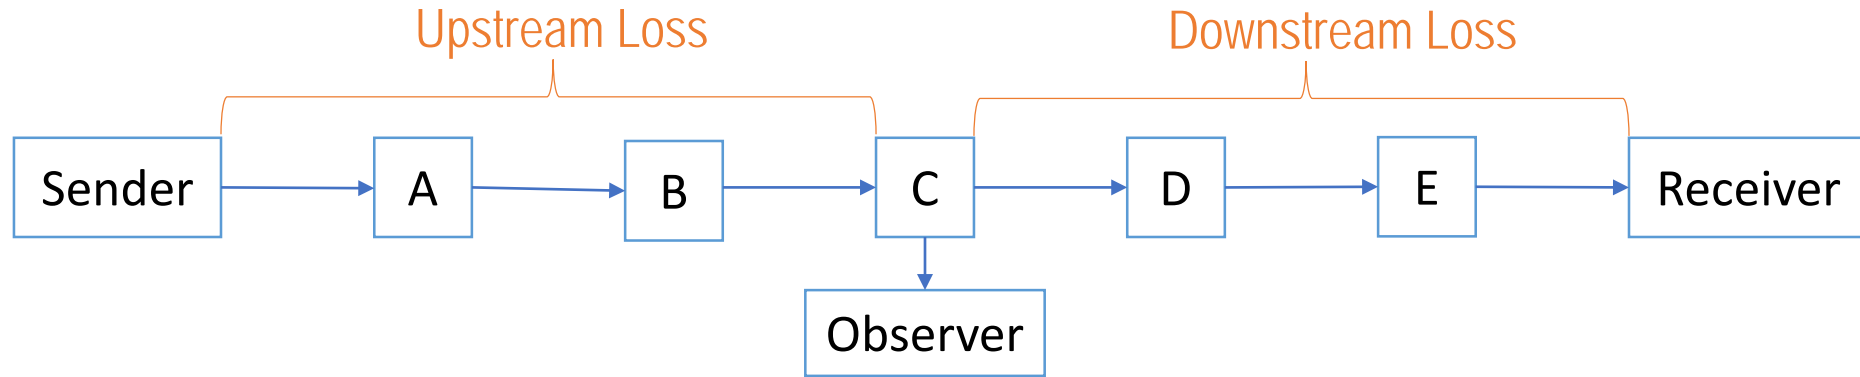 Upstream Loss
Downstream Loss
Sender
A
B
C
D
E
Receiver
Observer